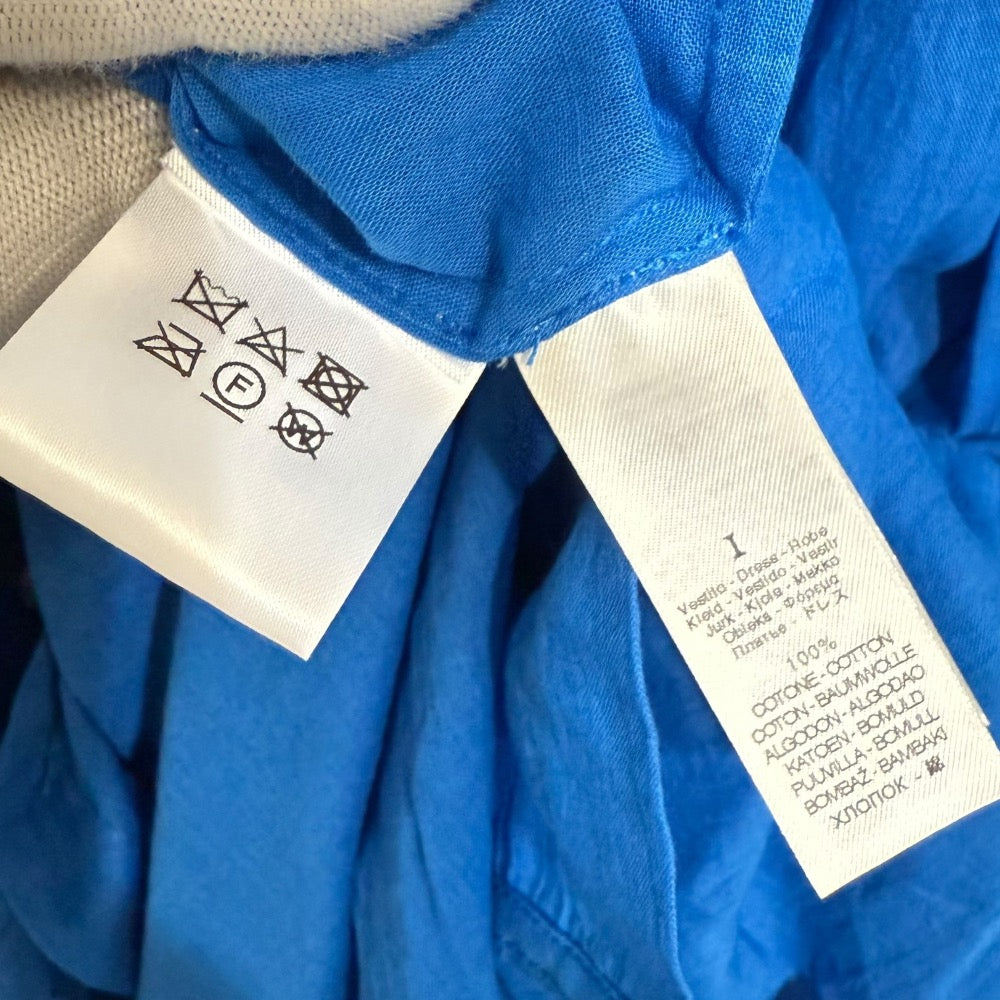 F
I
Vestito - Dress - Robe
Kleid - Vestido - Vestir
Jurk - Kjole - Mekko
Obleka - Φόρεμα
Платье - ドレス
100%
COTONE - COTTON
COTON - BAUMWOLLE
ALGODON - ALGODAO
KATOEN - BOMULD
PUUVILLA - BOMULL
BOMBAŽ - BAMBAKI
ХЛОПОК - 綿